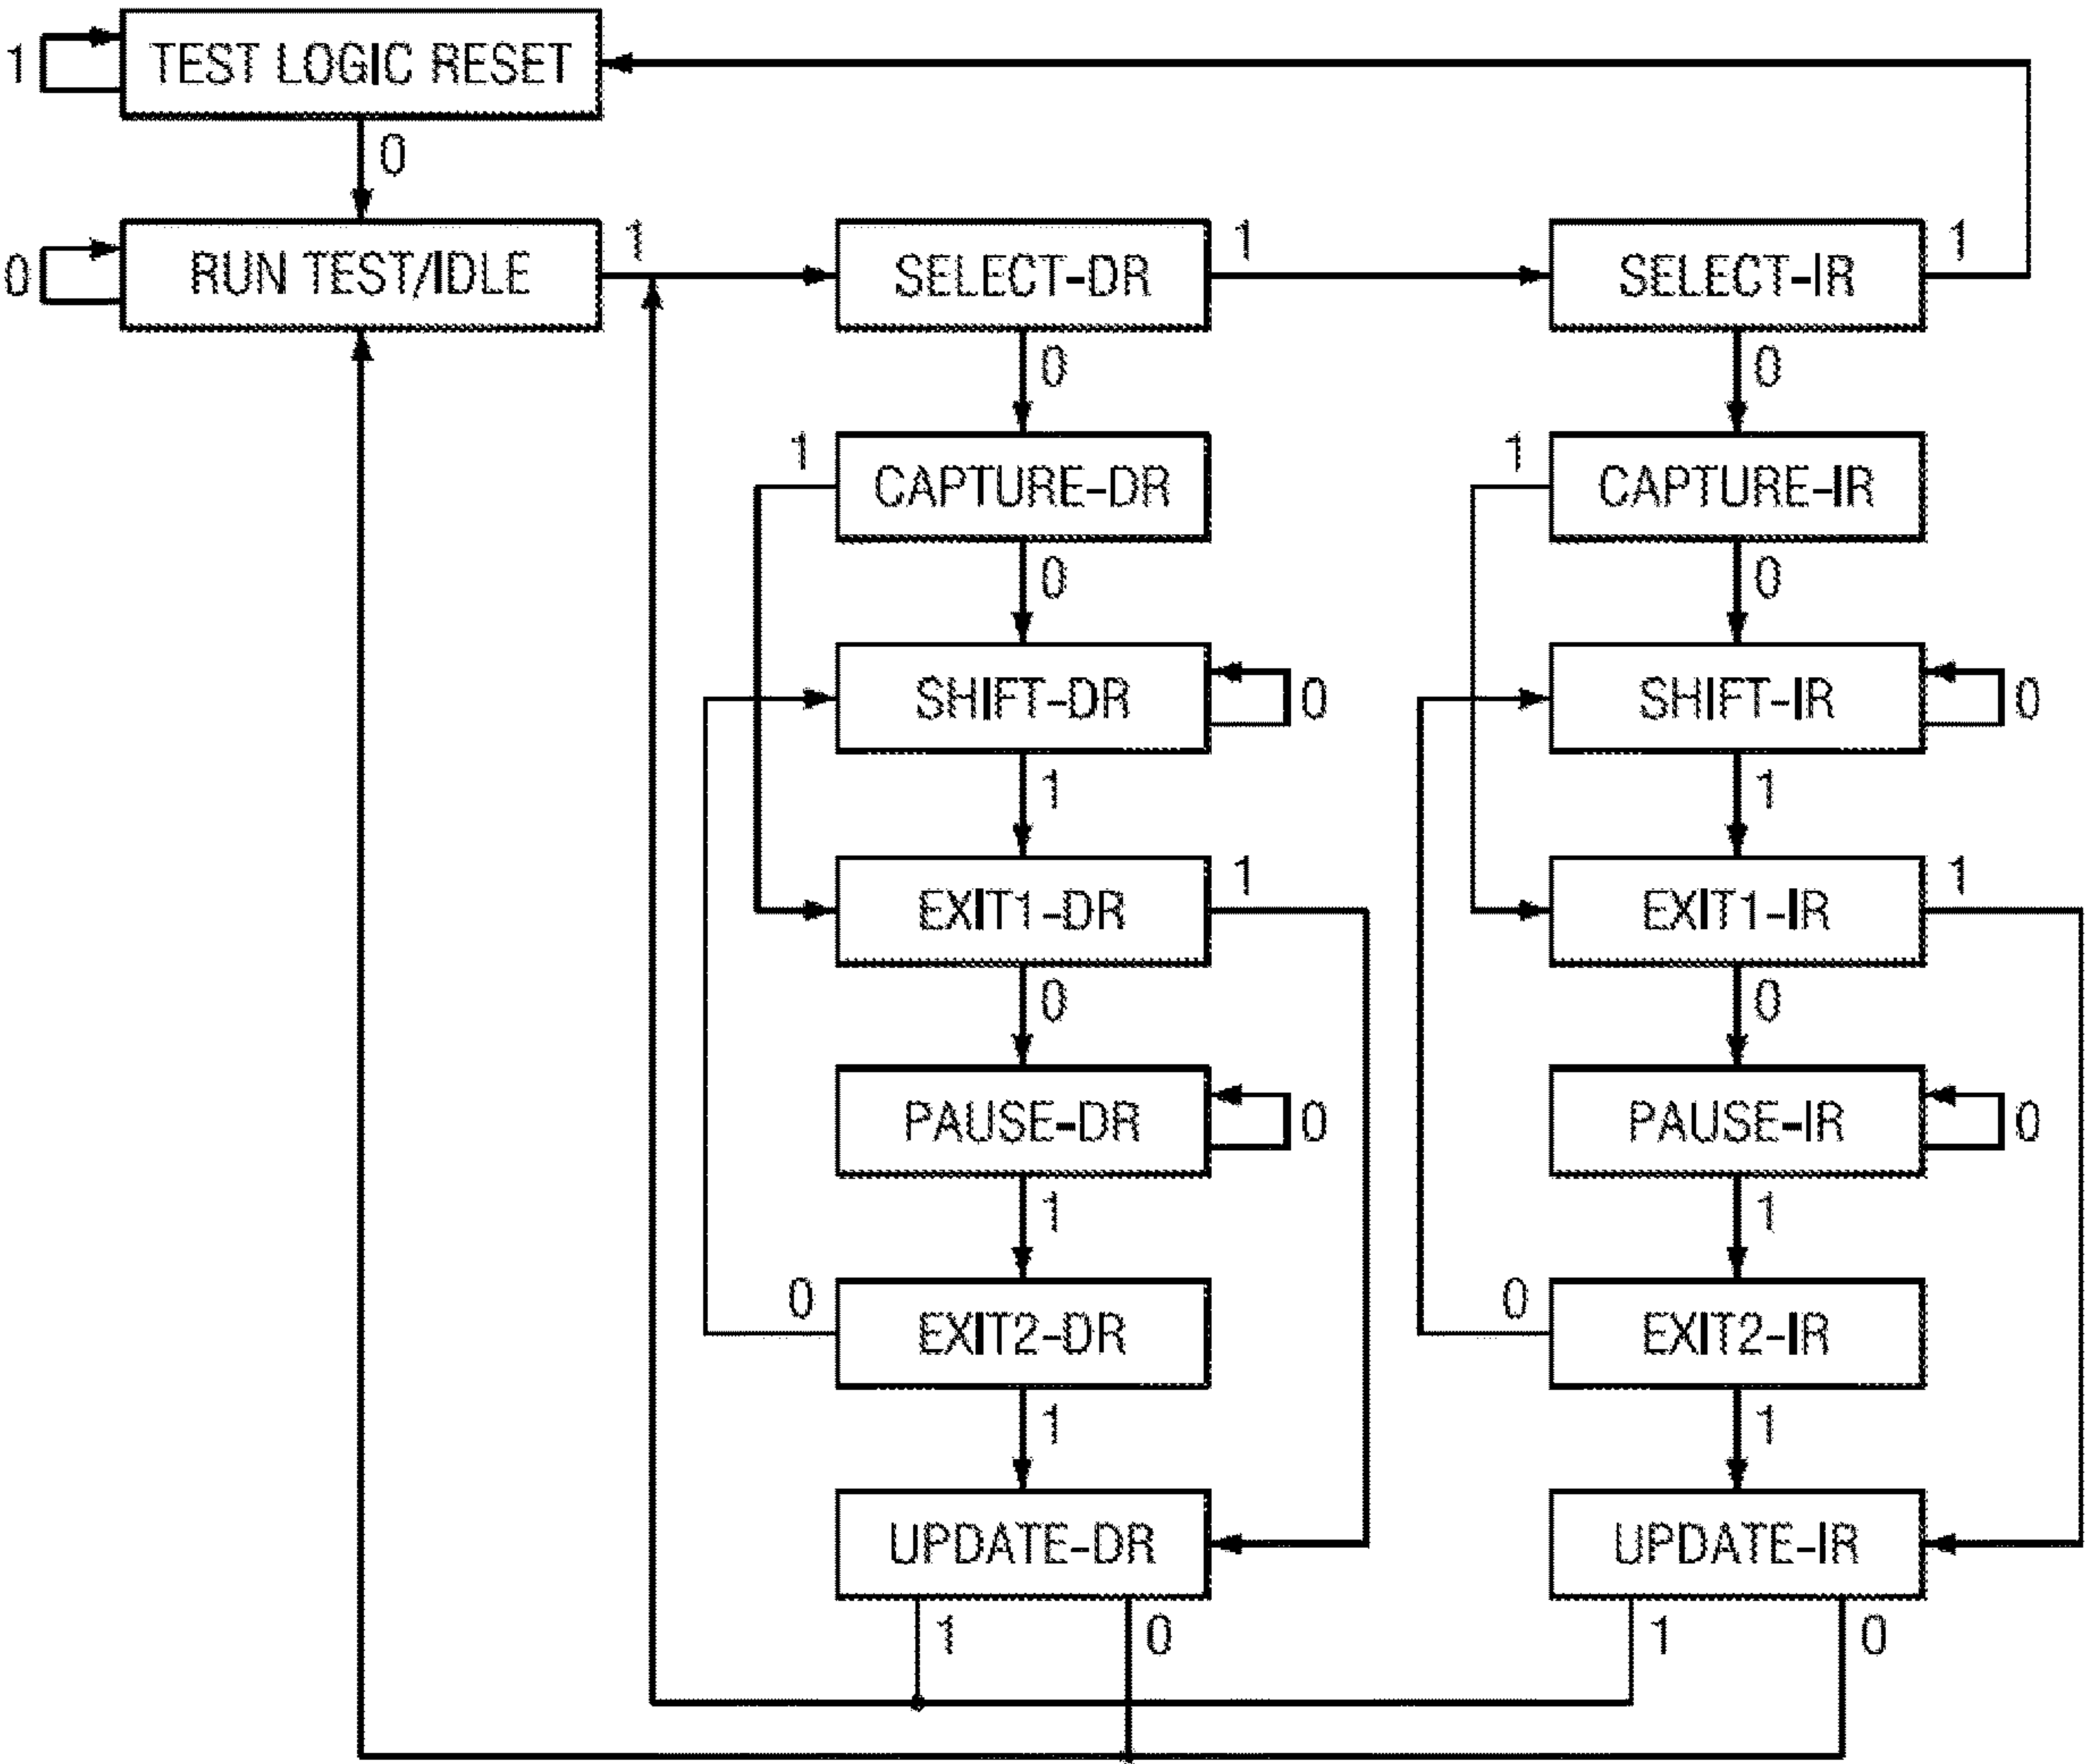 1 TEST LOGIC RESET
0
0 RUN TEST/IDLE 1 SELECT-DR 1 SELECT-IR 1
0 0
1 CAPTURE-DR 1 CAPTURE-IR
0 0
SHIFT-DR 0 SHIFT-IR 0
1 1
EXIT1-DR 1 EXIT1-IR 1
0 0
PAUSE-DR 0 PAUSE-IR 0
1 1
0 EXIT2-DR 0 EXIT2-IR
1 1
UPDATE-DR UPDATE-IR
1 0 1 0